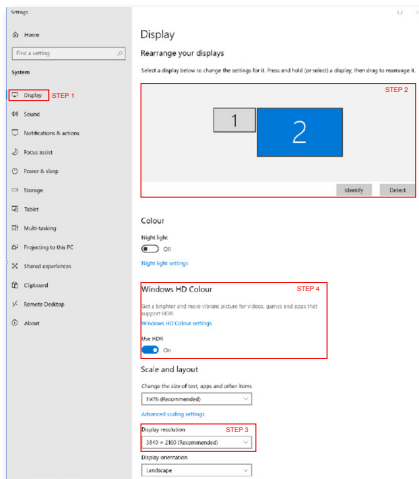 Settings
Home
Find a setting
System
Display STEP 1
Sound
Notifications & actions
Focus assist
Power & sleep
Storage
Tablet
Multi-tasking
Projecting to this PC
Shared experiences
Clipboard
Remote Desktop
About
Display
Rearrange your displays
Select a display below to change the settings for it. Press and hold (or select) a display, then drag to rearrange it.
STEP 2
1
2
Identify Detect
Colour
Night light
Off
Night light settings
Windows HD Colour STEP 4
Get a brighter and more vibrant picture for videos, games and apps that
support HDR.
Windows HD Colour settings
Use HDR
On
Scale and layout
Change the size of text, apps and other items
150% (Recommended)
Advanced scaling settings
Display resolution STEP 3
3840 × 2160 (Recommended)
Display orientation
Landscape